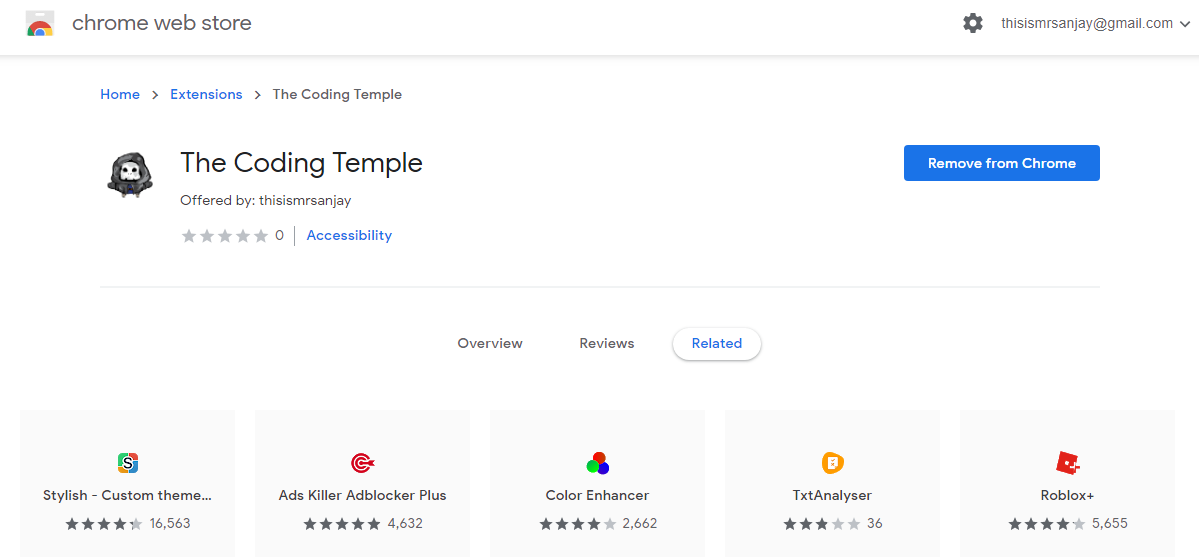 chrome web store
thisismrsanjay@gmail.com
Home > Extensions > The Coding Temple
The Coding Temple
Remove from Chrome
Offered by: thisismrsanjay
0 Accessibility
Overview Reviews Related
Stylish - Custom theme... Ads Killer Adblocker Plus Color Enhancer TxtAnalyser Roblox+
16,563 4,632 2,662 36 5,655